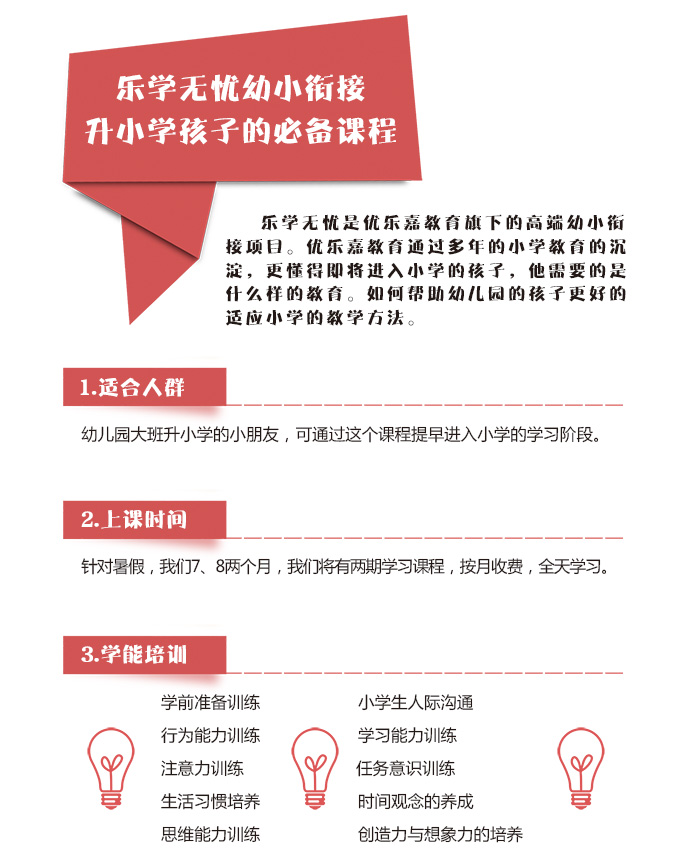 乐学无忧幼小衔接
升小学孩子的必备课程
乐学无忧是优乐嘉教育旗下的高端幼小衔
接项目。优乐嘉教育通过多年的小学教育的沉
淀，更懂得即将进入小学的孩子，他需要的是
什么样的教育。如何帮助幼儿园的孩子更好的
适应小学的教学方法。
1.适合人群
幼儿园大班升小学的小朋友，可通过这个课程提早进入小学的学习阶段。
2.上课时间
针对暑假，我们7、8两个月，我们将有两期学习课程，按月收费，全天学习。
3.学能培训
学前准备训练
行为能力训练
注意力训练
生活习惯培养
思维能力训练
小学生人际沟通
学习能力训练
任务意识训练
时间观念的养成
创造力与想象力的培养